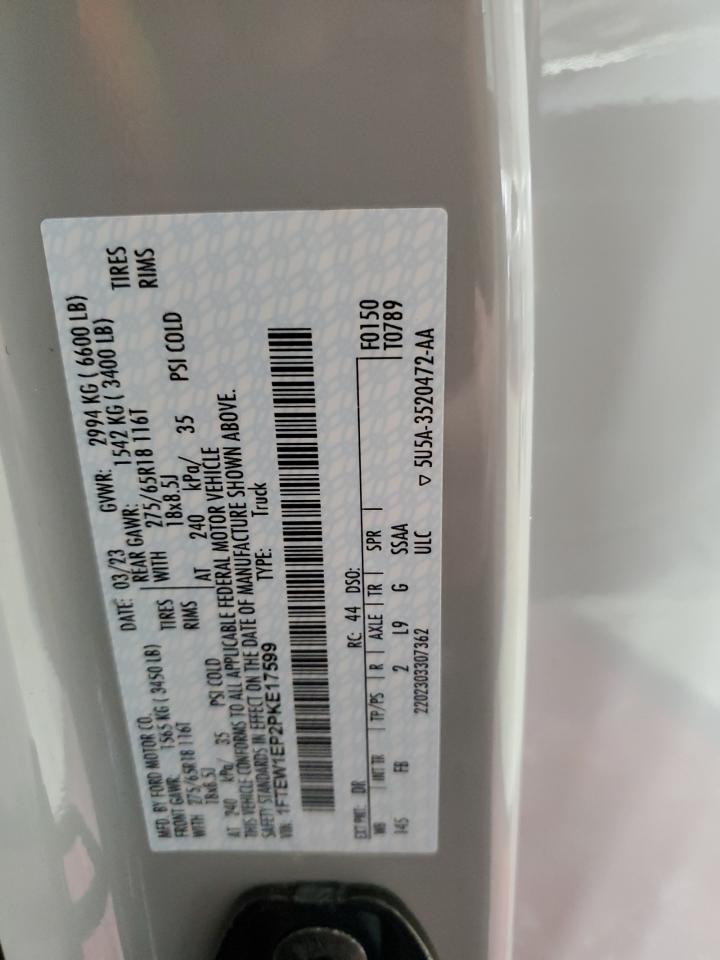 MFD. BY FORD MOTOR CO. DATE: 03/23 GVWR: 2994 KG ( 6600 LB)
FRONT GAWR: 1565 KG ( 3450 LB) REAR GAWR: 1542 KG ( 3400 LB)
WITH 275/65R18 116T TIRES WITH 275/65R18 116T TIRES
18x8.5J RIMS 18x8.5J RIMS
AT 240 kPa/ 35 PSI COLD AT 240 kPa/ 35 PSI COLD
THIS VEHICLE CONFORMS TO ALL APPLICABLE FEDERAL MOTOR VEHICLE
SAFETY STANDARDS IN EFFECT ON THE DATE OF MANUFACTURE SHOWN ABOVE.
VIN: 1FTEW1EP2PKE17599 TYPE: Truck
EXT PNT: DR RC: 44 DSO: F0150
WB INT TR TP/PS R AXLE TR SPR T0789
145 FB 2 L9 G SSAA
2202303307362 ULC ▽ 5U5A-3520472-AA